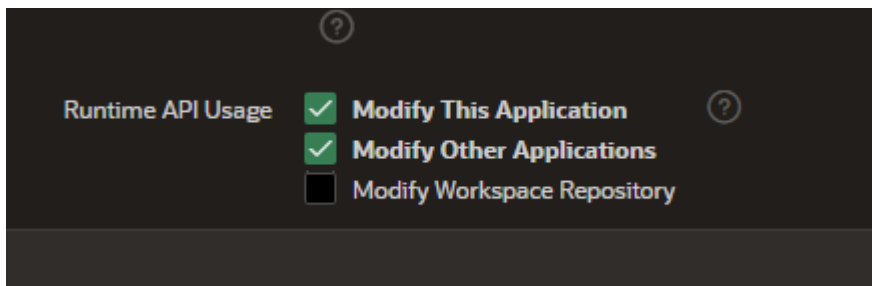 Runtime API Usage Modify This Application
Modify Other Applications
Modify Workspace Repository